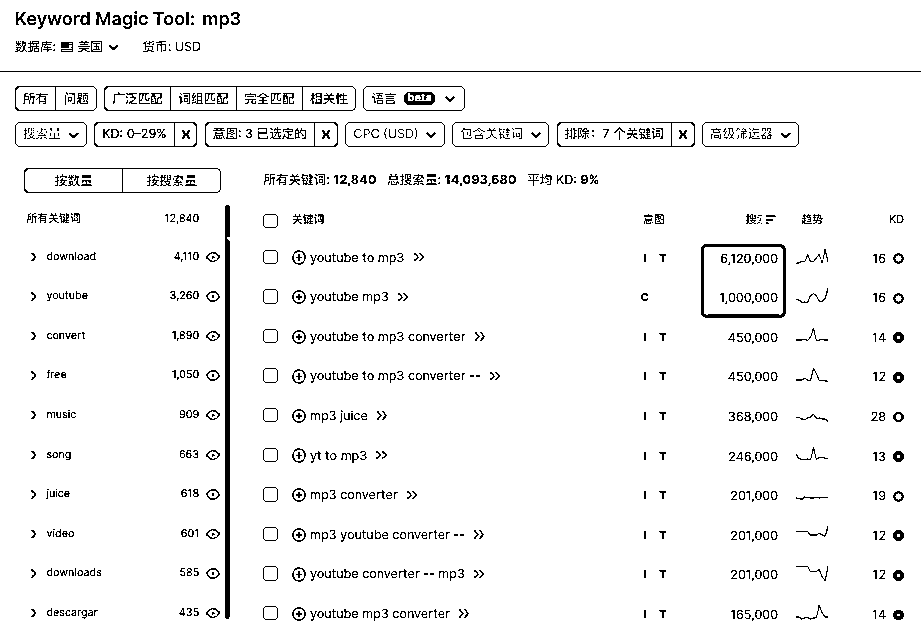 Keyword Magic Tool: mp3
数据库: 美国 货币: USD
所有 问题 广泛匹配 词组匹配 完全匹配 相关性 语言 beta
搜索量 KD: 0-29% x 意图: 3 已选定的 x CPC (USD) 包含关键词 排除: 7 个关键词 x 高级筛选器
按数量 按搜索量 所有关键词: 12,840 总搜索量: 14,093,680 平均 KD: 9%
所有关键词 12,840 关键词 意图 搜 趋势 KD
download 4,110 youtube to mp3 I T 6,120,000 16
youtube 3,260 youtube mp3 C 1,000,000 16
convert 1,890 youtube to mp3 converter I T 450,000 14
free 1,050 youtube to mp3 converter -- I T 450,000 12
music 909 mp3 juice I T 368,000 28
song 663 yt to mp3 I T 246,000 13
juice 618 mp3 converter I T 201,000 19
video 601 mp3 youtube converter -- I T 201,000 12
downloads 585 youtube converter -- mp3 I T 201,000 12
descargar 435 youtube mp3 converter I T 165,000 14